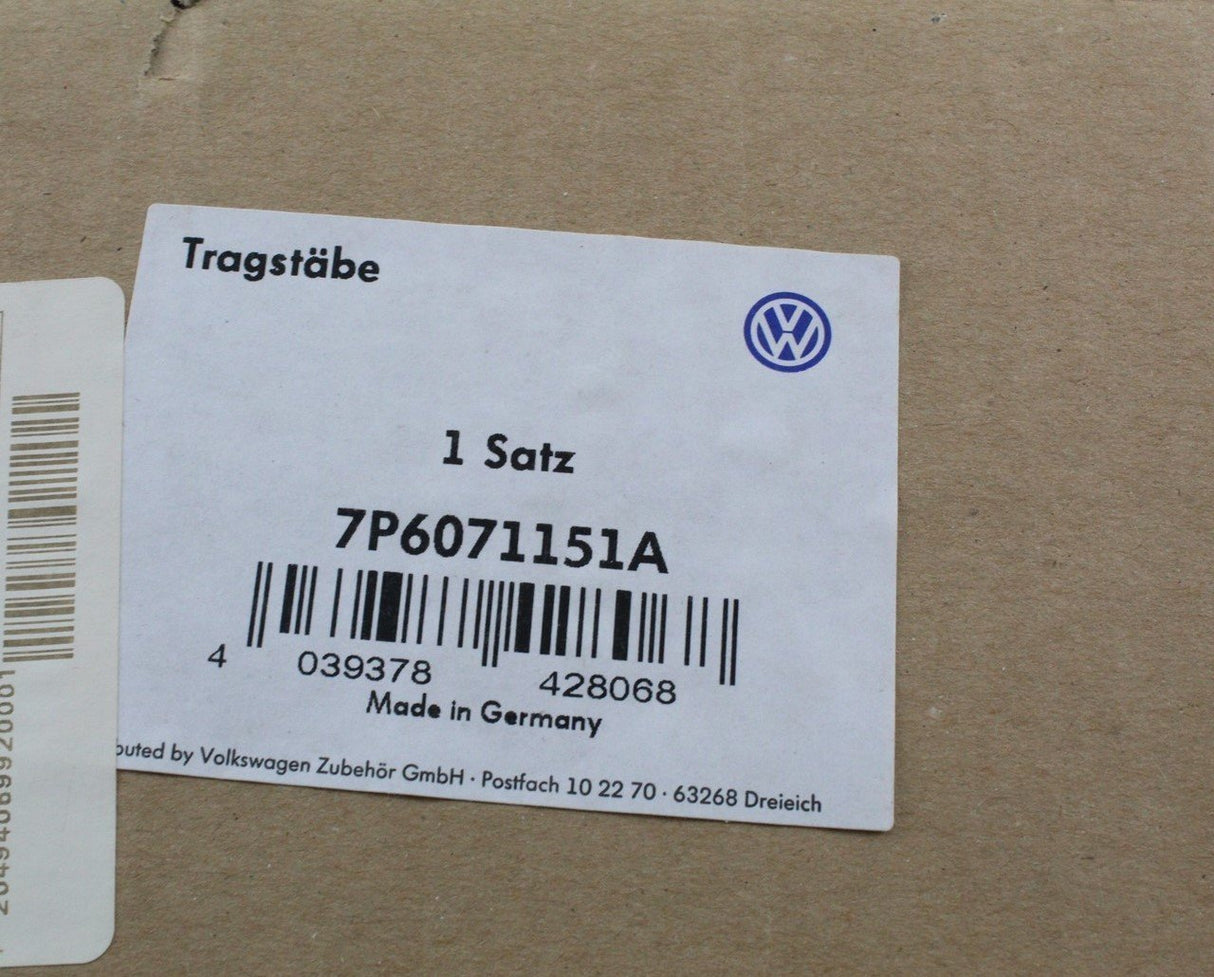 Tragstäbe
VW
1 Satz
7P6071151A
4 039378 428068
Made in Germany
by Volkswagen Zubehör GmbH · Postfach 10 22 70 · 63268 Dreieich